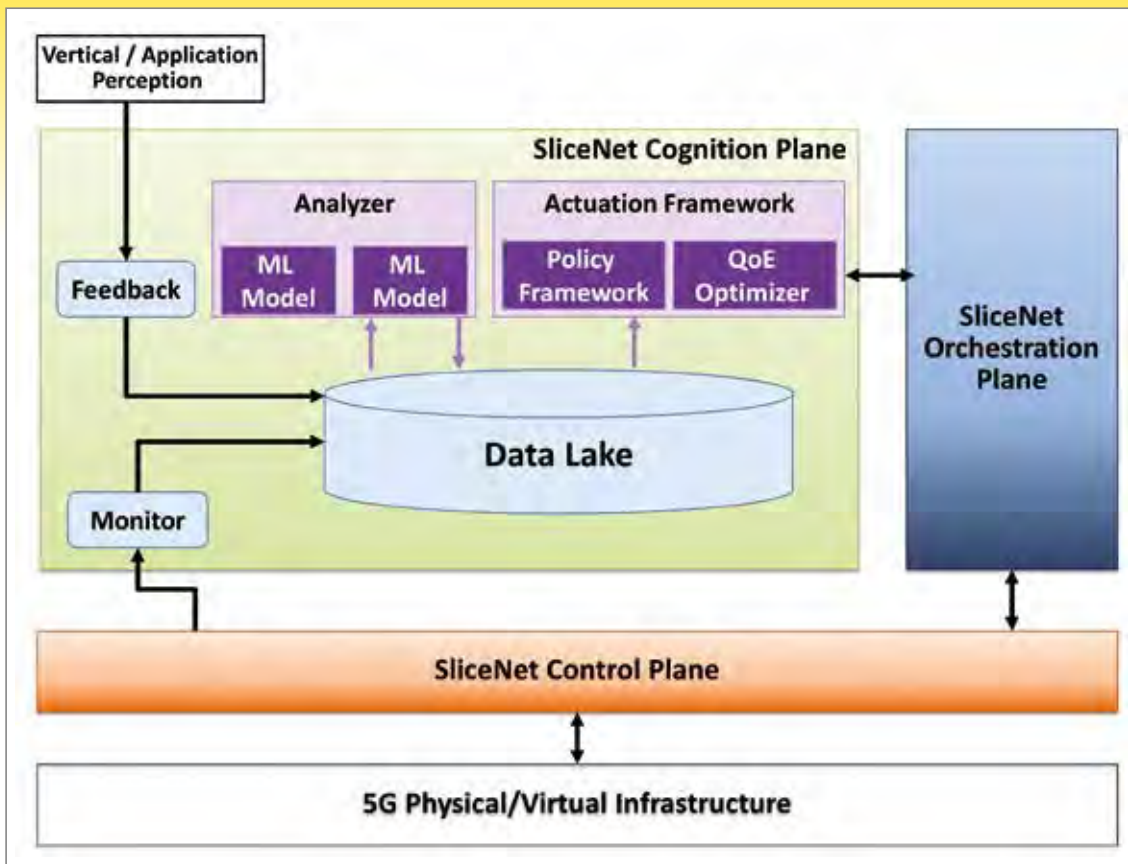 Vertical / Application
Perception
SliceNet Cognition Plane
Analyzer
Actuation Framework
ML
Model
ML
Model
Policy
Framework
QoE
Optimizer
Feedback
SliceNet
Orchestration
Plane
Data Lake
Monitor
SliceNet Control Plane
5G Physical/Virtual Infrastructure